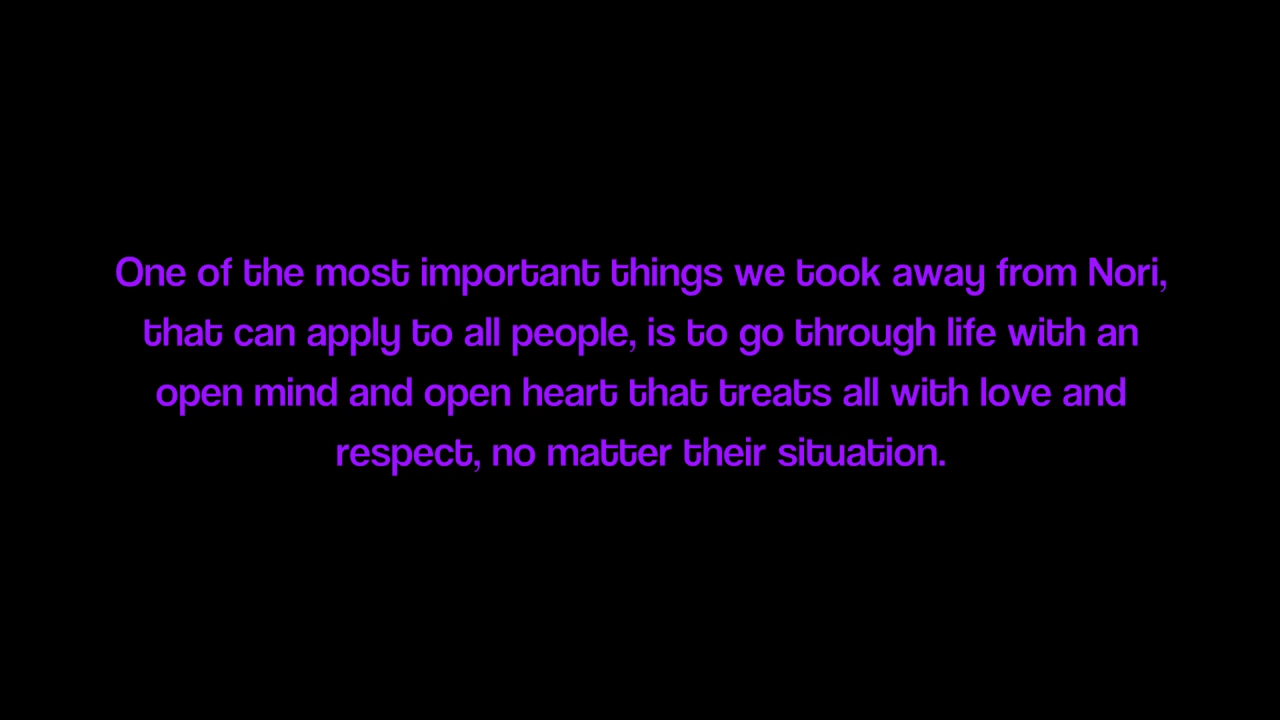 One of the most important things we took away from Nori,
that can apply to all people, is to go through life with an
open mind and open heart that treats all with love and
respect, no matter their situation.